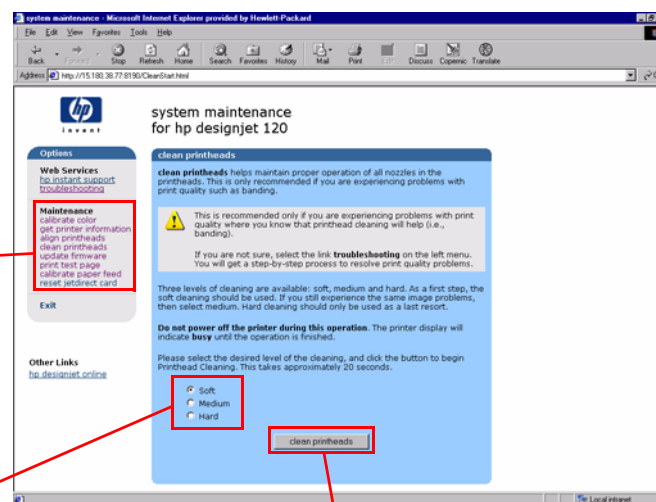 system maintenance - Microsoft Internet Explorer provided by Hewlett-Packard
File Edit View Favorites Tools Help
Back Forward Stop Refresh Home Search Favorites History Mail Print Edit Discuss Copernic Translate
Address http://15.180.38.77:8190/CleanStart.html
hp
invent
system maintenance
for hp designjet 120
Options
Web Services
hp instant support
troubleshooting
Maintenance
calibrate color
get printer information
align printheads
clean printheads
update firmware
print test page
calibrate paper feed
reset jetdirect card
Exit
Other Links
hp designjet online
clean printheads
clean printheads helps maintain proper operation of all nozzles in the
printheads. This is only recommended if you are experiencing problems with
print quality such as banding.
This is recommended only if you are experiencing problems with print
quality where you know that printhead cleaning will help (i.e.,
banding).
If you are not sure, select the link troubleshooting on the left menu.
You will get a step-by-step process to resolve print quality problems.
Three levels of cleaning are available: soft, medium and hard. As a first step, the
soft cleaning should be used. If you still experience the same image problems,
then select medium. Hard cleaning should only be used as a last resort.
Do not power off the printer during this operation. The printer display will
indicate busy until the operation is finished.
Please select the desired level of the cleaning, and click the button to begin
Printhead Cleaning. This takes approximately 20 seconds.
Soft
Medium
Hard
clean printheads
Local intranet